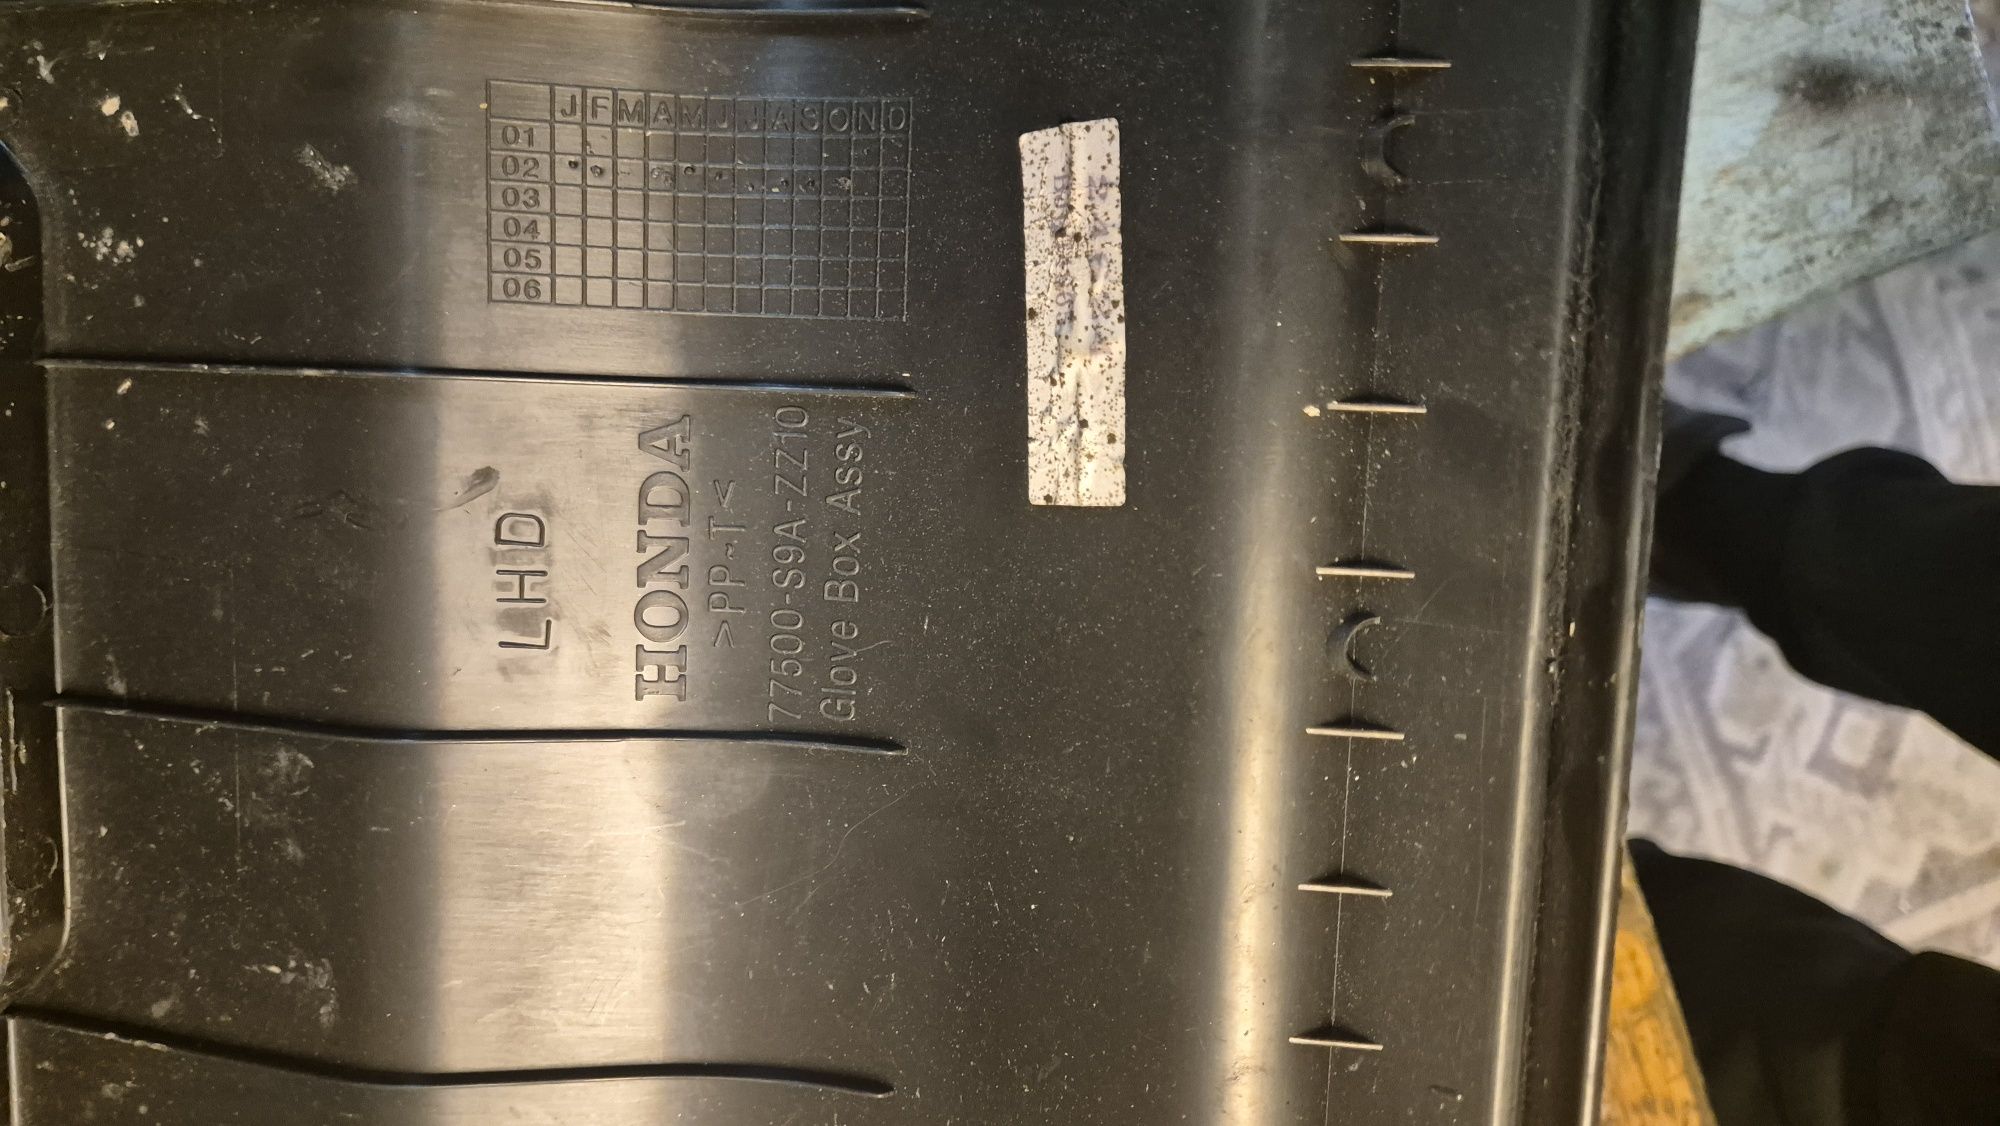 J F M A M J J A S O N D
01
02
03
04
05
06
LHD
HONDA
>PP-T<
77500-S9A-ZZ10
Glove Box Assy